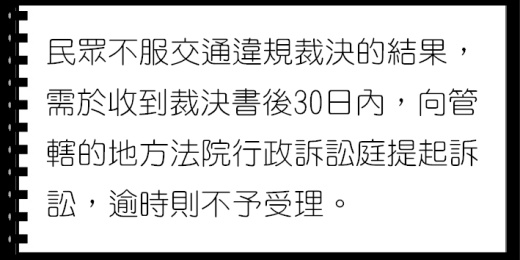 民眾不服交通違規裁決的結果，
需於收到裁決書後30日內，向管
轄的地方法院行政訴訟庭提起訴
訟，逾時則不予受理。